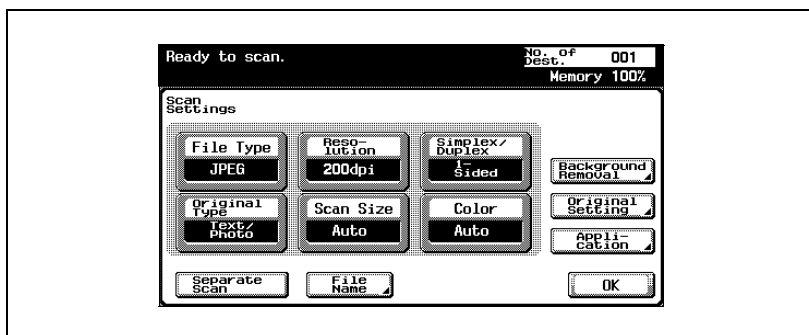 Ready to scan.
No. of
Dest.
001
Memory 100%
Scan
Settings
File Type
JPEG
Reso-
lution
200dpi
Simplex/
Duplex
1-
Sided
Background
Removal
Original
Type
Text/
Photo
Scan Size
Auto
Color
Auto
Original
Setting
Appli-
cation
Separate
Scan
File
Name
OK